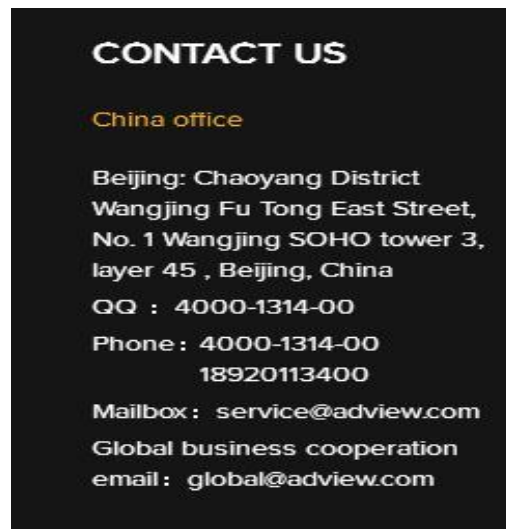 CONTACT US
China office
Beijing: Chaoyang District
Wangjing Fu Tong East Street,
No. 1 Wangjing SOHO tower 3,
layer 45 , Beijing, China
QQ ： 4000-1314-00
Phone：4000-1314-00
18920113400
Mailbox：service@adview.com
Global business cooperation
email：global@adview.com